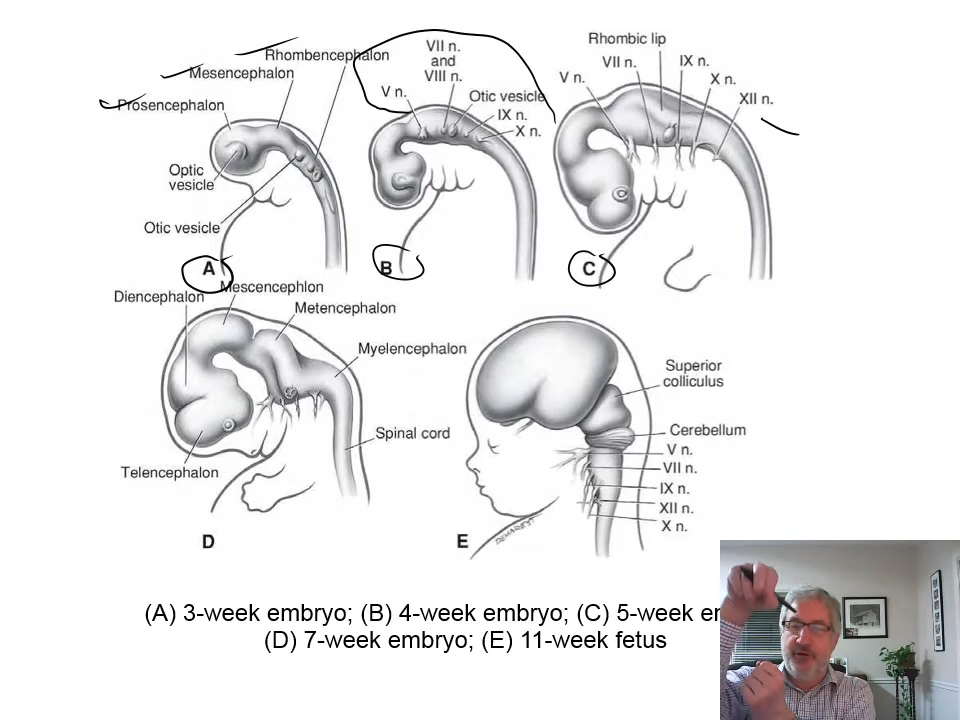 Rhombencephalon
Mesencephalon
Prosencephalon
Optic
vesicle
Otic vesicle
A
VII n.
and
VIII n.
V n.
Otic vesicle
IX n.
X n.
B
Rhombic lip
VII n.
IX n.
V n.
X n.
XII n.
C
Diencephalon
Mescencephlon
Metencephalon
Myelencephalon
Spinal cord
Telencephalon
D
Superior
colliculus
Cerebellum
V n.
VII n.
IX n.
XII n.
X n.
DEMAREST
E
(A) 3-week embryo; (B) 4-week embryo; (C) 5-week
(D) 7-week embryo; (E) 11-week fetus